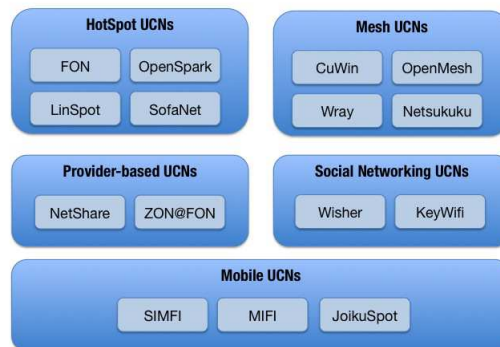 HotSpot UCNs
FON OpenSpark
LinSpot SofaNet
Mesh UCNs
CuWin OpenMesh
Wray Netsukuku
Provider-based UCNs
NetShare ZON@FON
Social Networking UCNs
Wisher KeyWifi
Mobile UCNs
SIMFI MIFI JoikuSpot